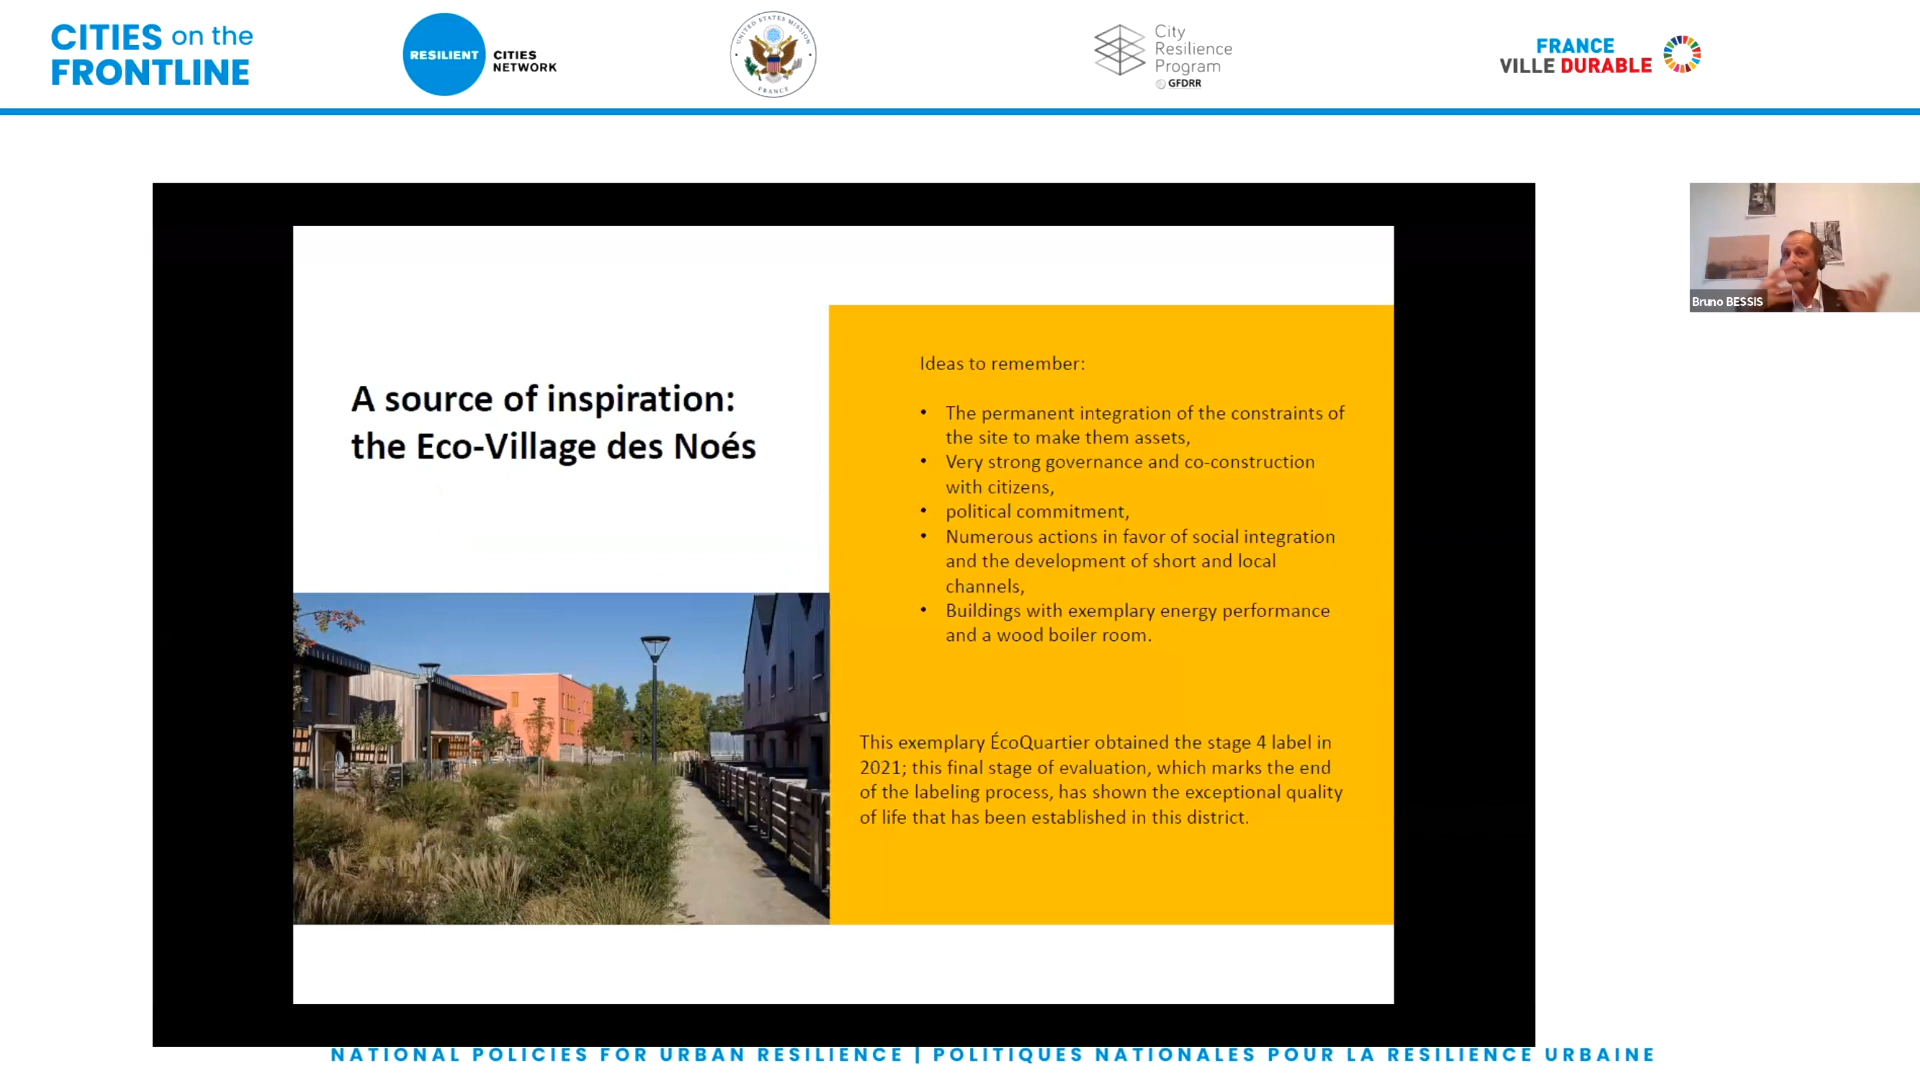 CITIES on the
FRONTLINE
RESILIENT CITIES
NETWORK
UNITED STATES MISSION
FRANCE
City
Resilience
Program
GFDRR
FRANCE
VILLE DURABLE
Bruno BESSIS
A source of inspiration:
the Eco-Village des Noés
Ideas to remember:
• The permanent integration of the constraints of
the site to make them assets,
• Very strong governance and co-construction
with citizens,
• political commitment,
• Numerous actions in favor of social integration
and the development of short and local
channels,
• Buildings with exemplary energy performance
and a wood boiler room.
This exemplary ÉcoQuartier obtained the stage 4 label in
2021; this final stage of evaluation, which marks the end
of the labeling process, has shown the exceptional quality
of life that has been established in this district.
NATIONAL POLICIES FOR URBAN RESILIENCE | POLITIQUES NATIONALES POUR LA RESILIENCE URBAINE